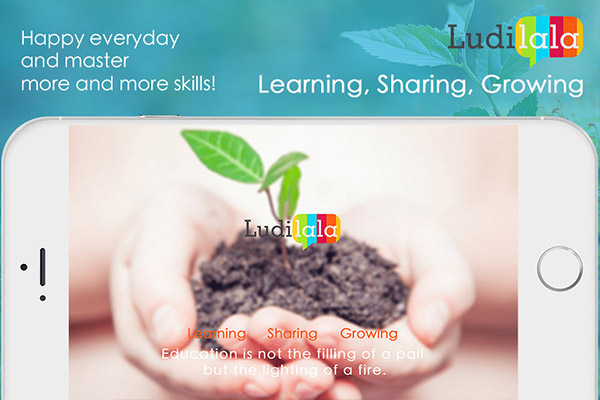 Happy everyday
and master
more and more skills!
Ludilala
Learning, Sharing, Growing
Ludilala
Learning Sharing Growing
Education is not the filling of a pail
but the lighting of a fire.